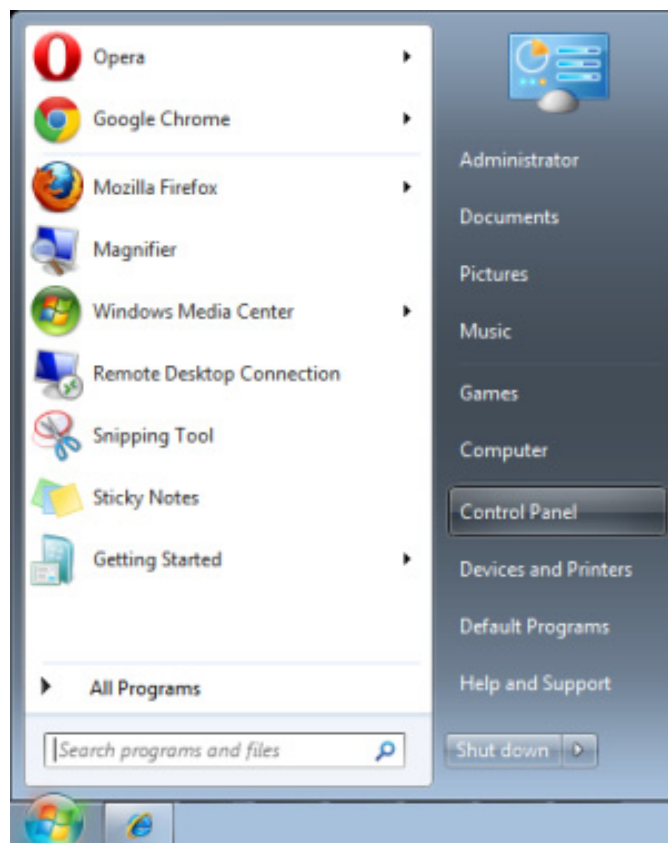 Opera
Google Chrome
Mozilla Firefox
Magnifier
Windows Media Center
Remote Desktop Connection
Snipping Tool
Sticky Notes
Getting Started
All Programs
Search programs and files
Administrator
Documents
Pictures
Music
Games
Computer
Control Panel
Devices and Printers
Default Programs
Help and Support
Shut down